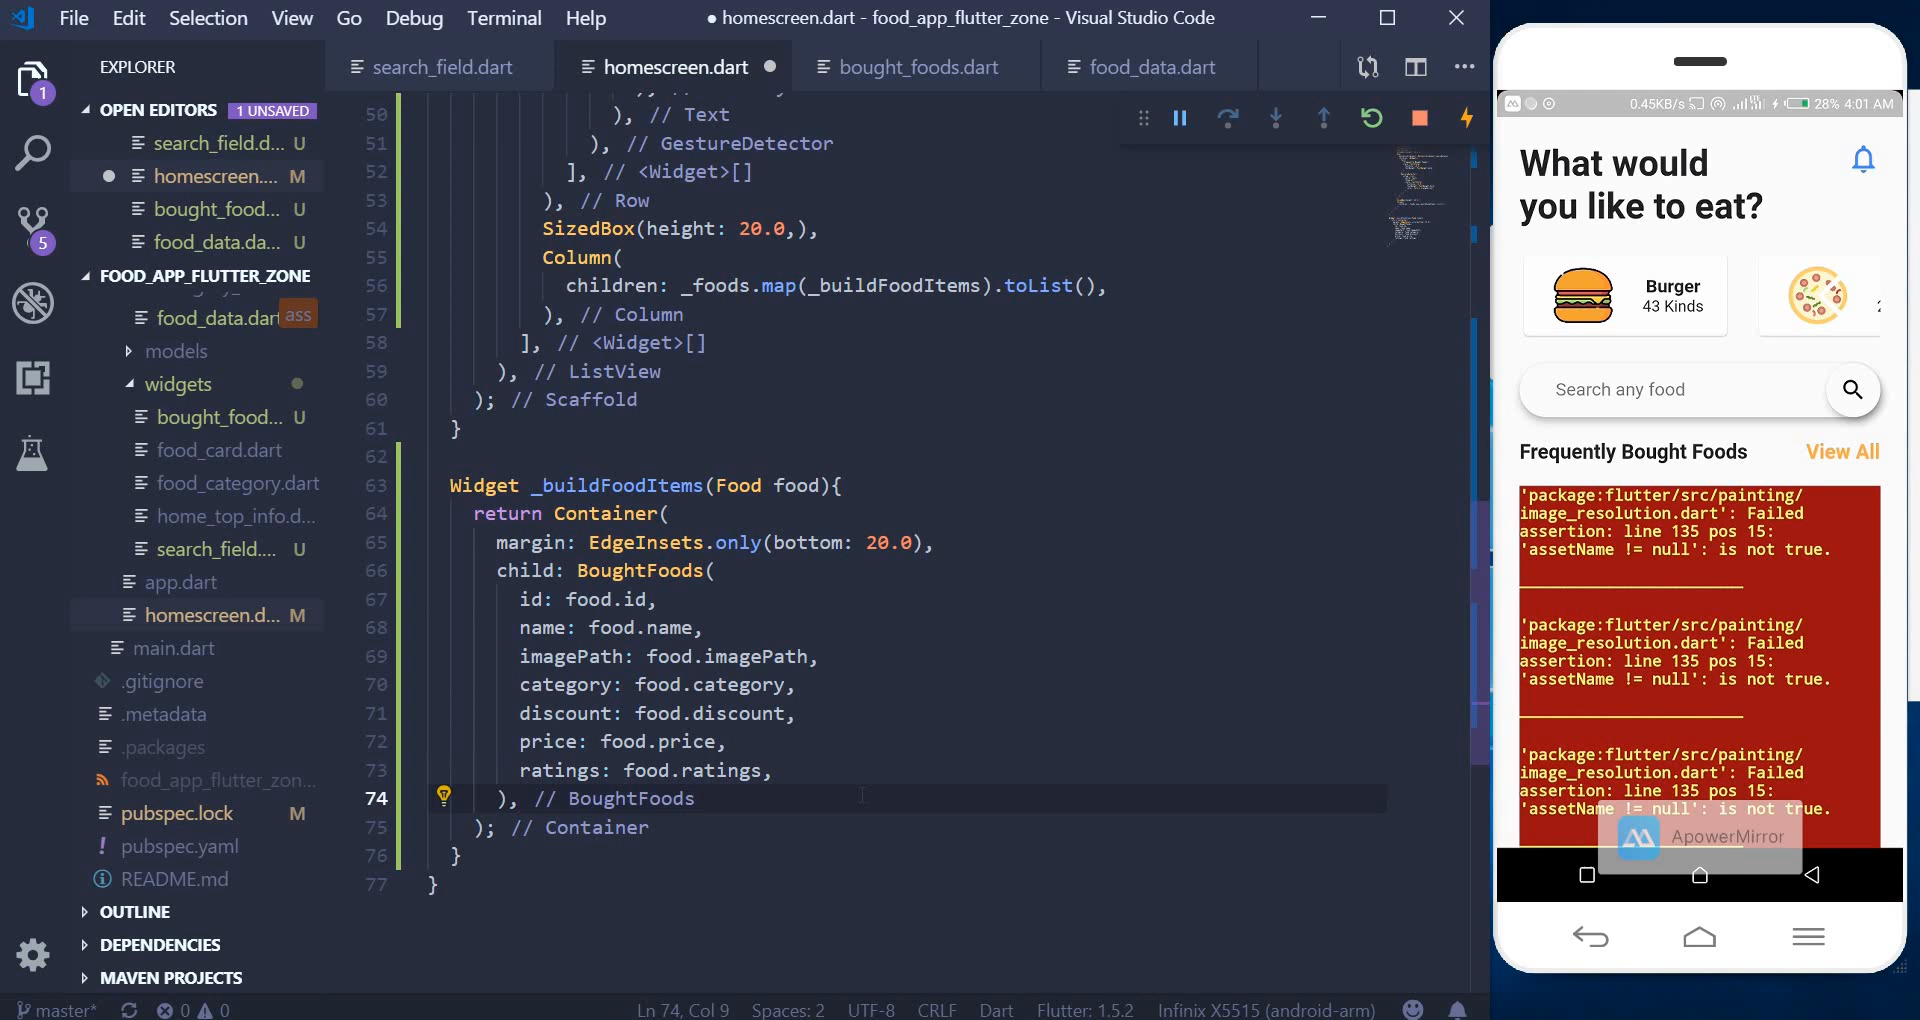 File Edit Selection View Go Debug Terminal Help
● homescreen.dart - food_app_flutter_zone - Visual Studio Code
EXPLORER
OPEN EDITORS 1 UNSAVED
search_field.d... U
homescreen.... M
bought_food... U
food_data.da... U
FOOD_APP_FLUTTER_ZONE
food_data.dart
ass
models
widgets
bought_food... U
food_card.dart
food_category.dart
home_top_info.d...
search_field.... U
app.dart
homescreen.d... M
main.dart
.gitignore
.metadata
.packages
food_app_flutter_zon...
pubspec.lock M
pubspec.yaml
README.md
OUTLINE
DEPENDENCIES
MAVEN PROJECTS
1
5
search_field.dart homescreen.dart bought_foods.dart food_data.dart
50 ), // Text
51 ), // GestureDetector
52 ], // <Widget>[]
53 ), // Row
54 SizedBox(height: 20.0,),
55 Column(
56 children: _foods.map(_buildFoodItems).toList(),
57 ), // Column
58 ], // <Widget>[]
59 ), // ListView
60 ); // Scaffold
61 }
62
63 Widget _buildFoodItems(Food food){
64 return Container(
65 margin: EdgeInsets.only(bottom: 20.0),
66 child: BoughtFoods(
67 id: food.id,
68 name: food.name,
69 imagePath: food.imagePath,
70 category: food.category,
71 discount: food.discount,
72 price: food.price,
73 ratings: food.ratings,
74 ), // BoughtFoods
75 ); // Container
76 }
77 }
master* 0 0 Ln 74, Col 9 Spaces: 2 UTF-8 CRLF Dart Flutter: 1.5.2 Infinix X5515 (android-arm)
0.45KB/s LTE 28% 4:01 AM
What would
you like to eat?
Burger
43 Kinds
Search any food
Frequently Bought Foods View All
'package:flutter/src/painting/
image_resolution.dart': Failed
assertion: line 135 pos 15:
'assetName != null': is not true.
'package:flutter/src/painting/
image_resolution.dart': Failed
assertion: line 135 pos 15:
'assetName != null': is not true.
'package:flutter/src/painting/
image_resolution.dart': Failed
assertion: line 135 pos 15:
'assetName != null': is not true.
ApowerMirror